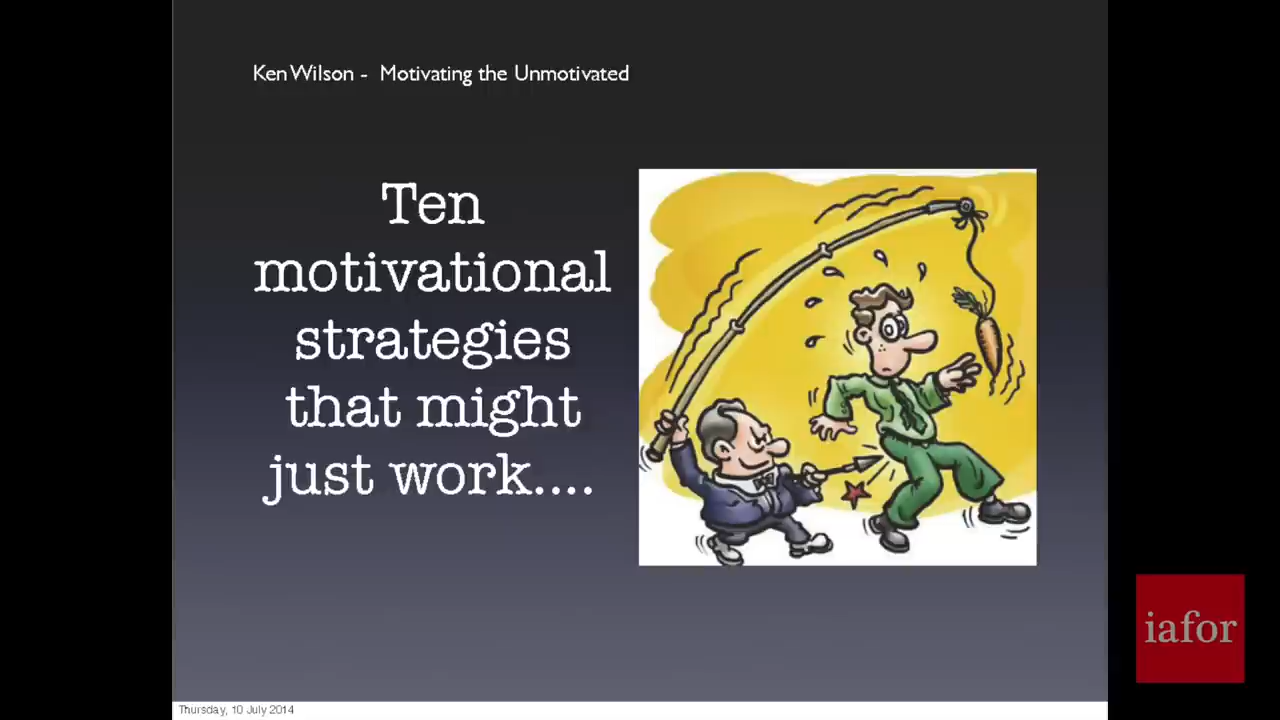 Ken Wilson - Motivating the Unmotivated
Ten
motivational
strategies
that might
just work....
iafor
Thursday, 10 July 2014